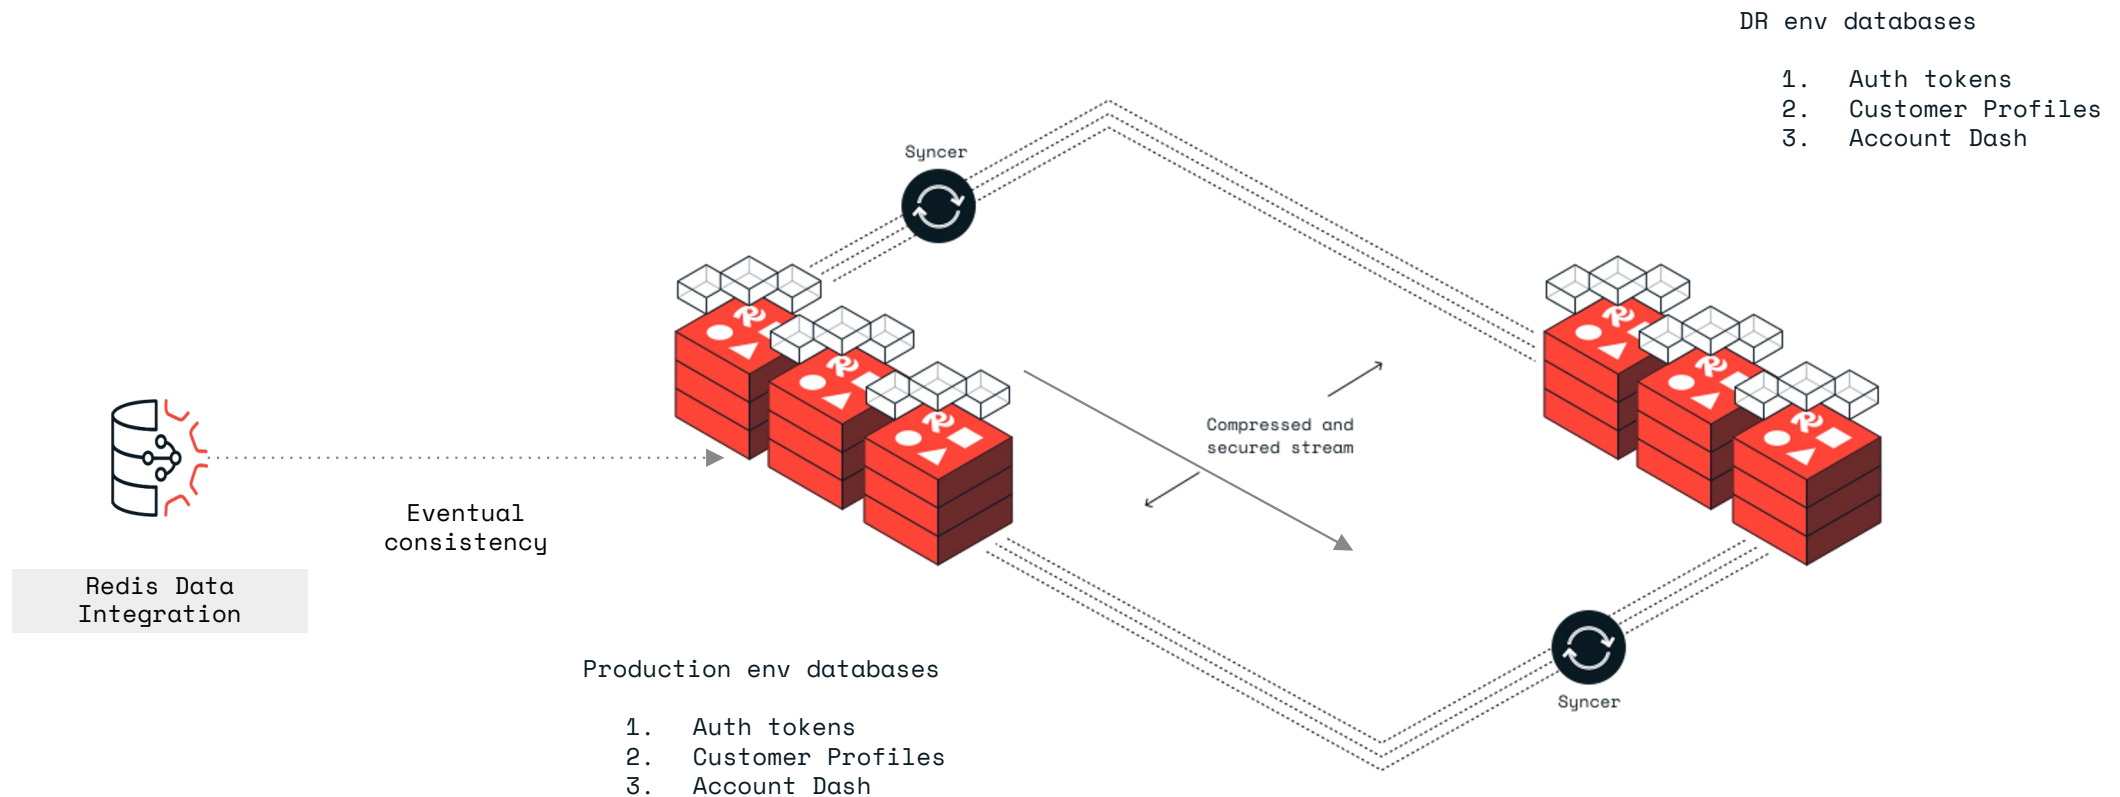 DR env databases
1. Auth tokens
2. Customer Profiles
3. Account Dash
Syncer
Compressed and
secured stream
Eventual
consistency
Redis Data
Integration
Production env databases
1. Auth tokens
2. Customer Profiles
3. Account Dash
Syncer